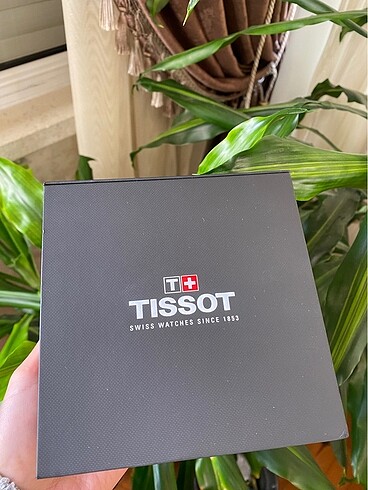 T+
TISSOT
SWISS WATCHES SINCE 1853